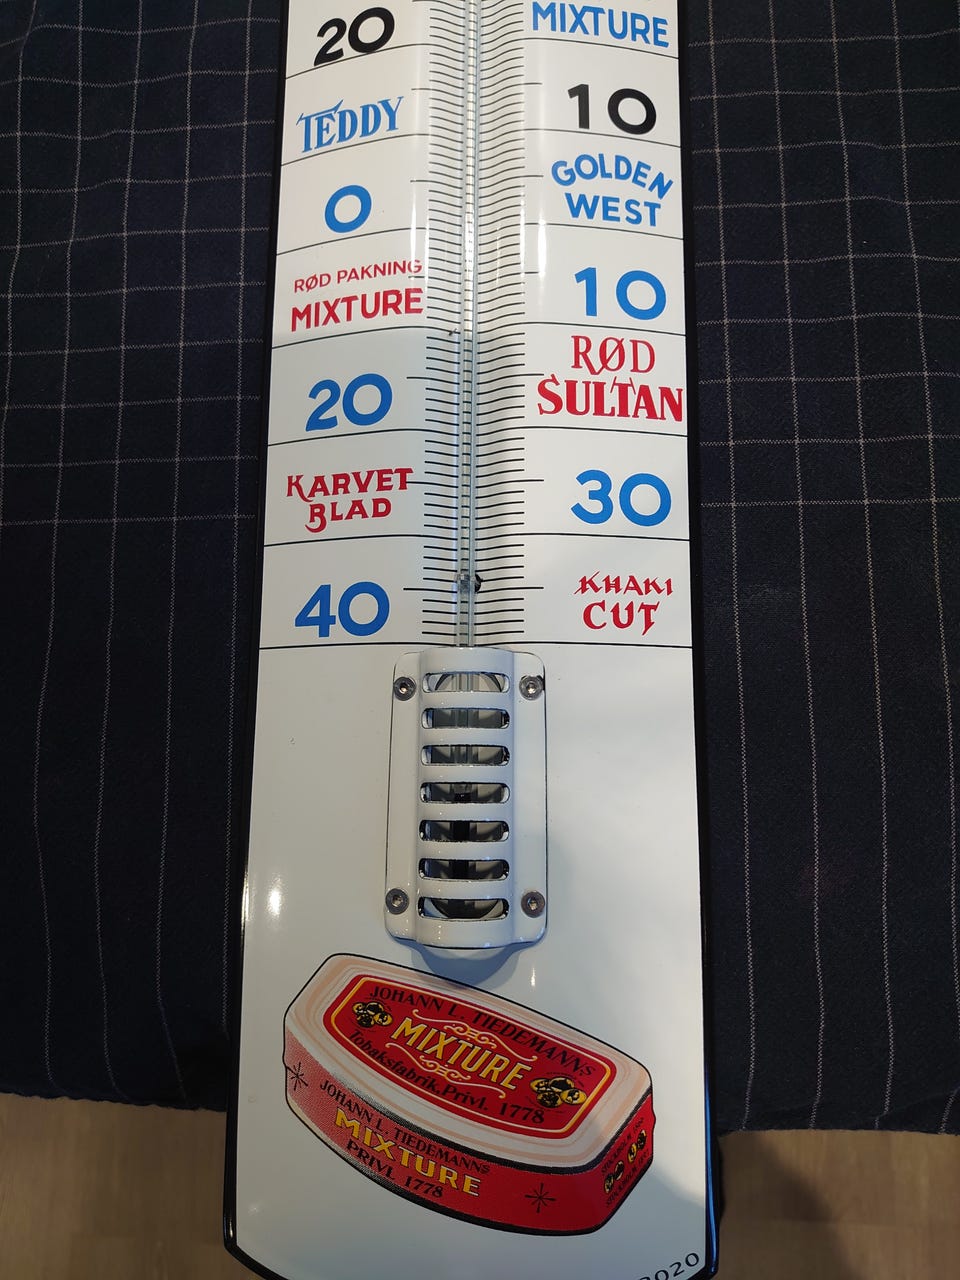 MIXTURE
20
10
TEDDY
GOLDEN
WEST
0
RØD PAKNING
MIXTURE
10
RØD
SULTAN
20
KARVET
BLAD
30
40
KHAKI
CUT
JOHANN L. TIEDEMANNS
MIXTURE
Tobaksfabrik, Privl. 1778
JOHANN L. TIEDEMANNS
MIXTURE
PRIVL 1778
2020